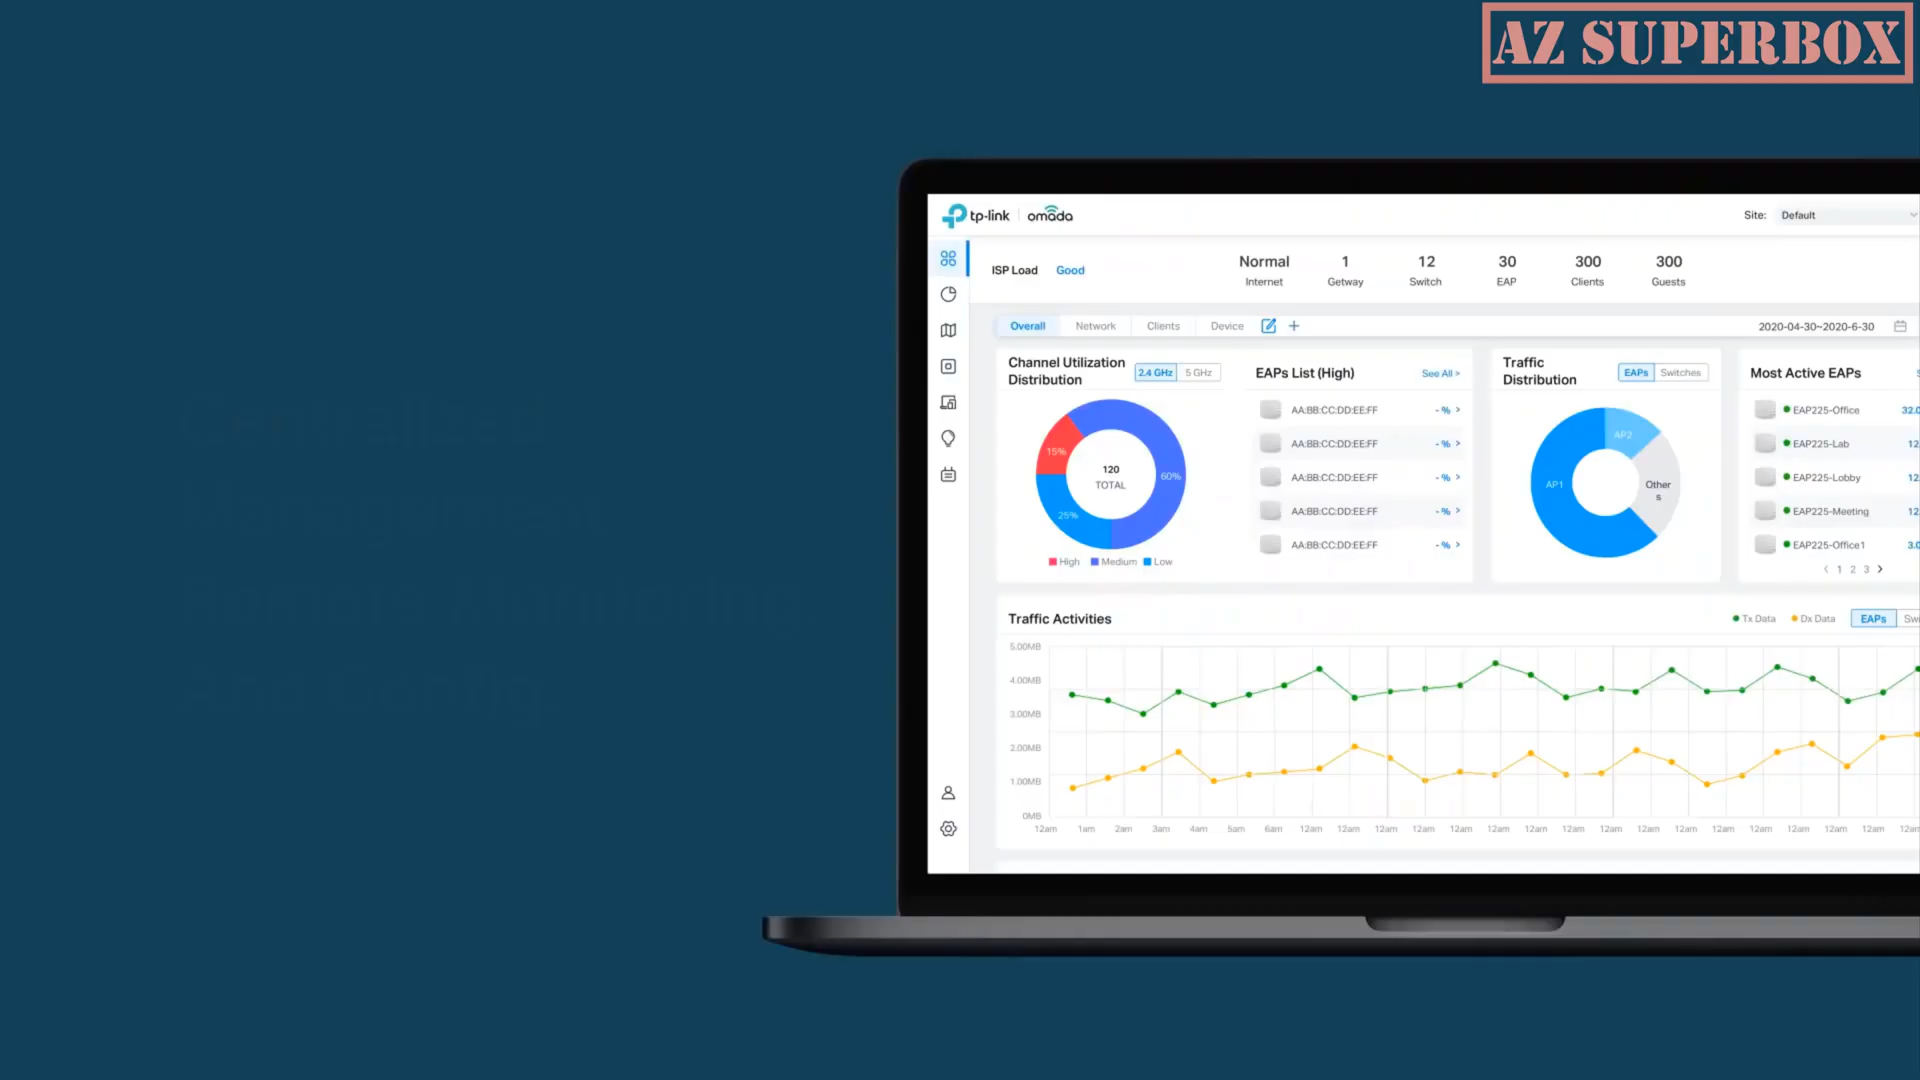 AZ SUPERBOX
tp-link omada
Site: Default
ISP Load Good
Normal 1 12 30 300 300
Internet Getway Switch EAP Clients Guests
Overall Network Clients Device
2020-04-30~2020-6-30
Channel Utilization Distribution
2.4 GHz 5 GHz
15%
60%
25%
120
TOTAL
High Medium Low
EAPs List (High) See All >
AA:BB:CC:DD:EE:FF - % >
AA:BB:CC:DD:EE:FF - % >
AA:BB:CC:DD:EE:FF - % >
AA:BB:CC:DD:EE:FF - % >
AA:BB:CC:DD:EE:FF - % >
Traffic
Distribution
EAPs Switches
AP2
AP1
Other
s
Most Active EAPs
EAP225-Office 32.0
EAP225-Lab 12.
EAP225-Lobby 12.
EAP225-Meeting 12.
EAP225-Office1 3.0
< 1 2 3 >
Traffic Activities
Tx Data Dx Data EAPs
5.00MB
4.00MB
3.00MB
2.00MB
1.00MB
0MB
12am 1am 2am 3am 4am 5am 6am 12am 12am 12am 12am 12am 12am 12am 12am 12am 12am 12am 12am 12am 12am 12am 12am 12am